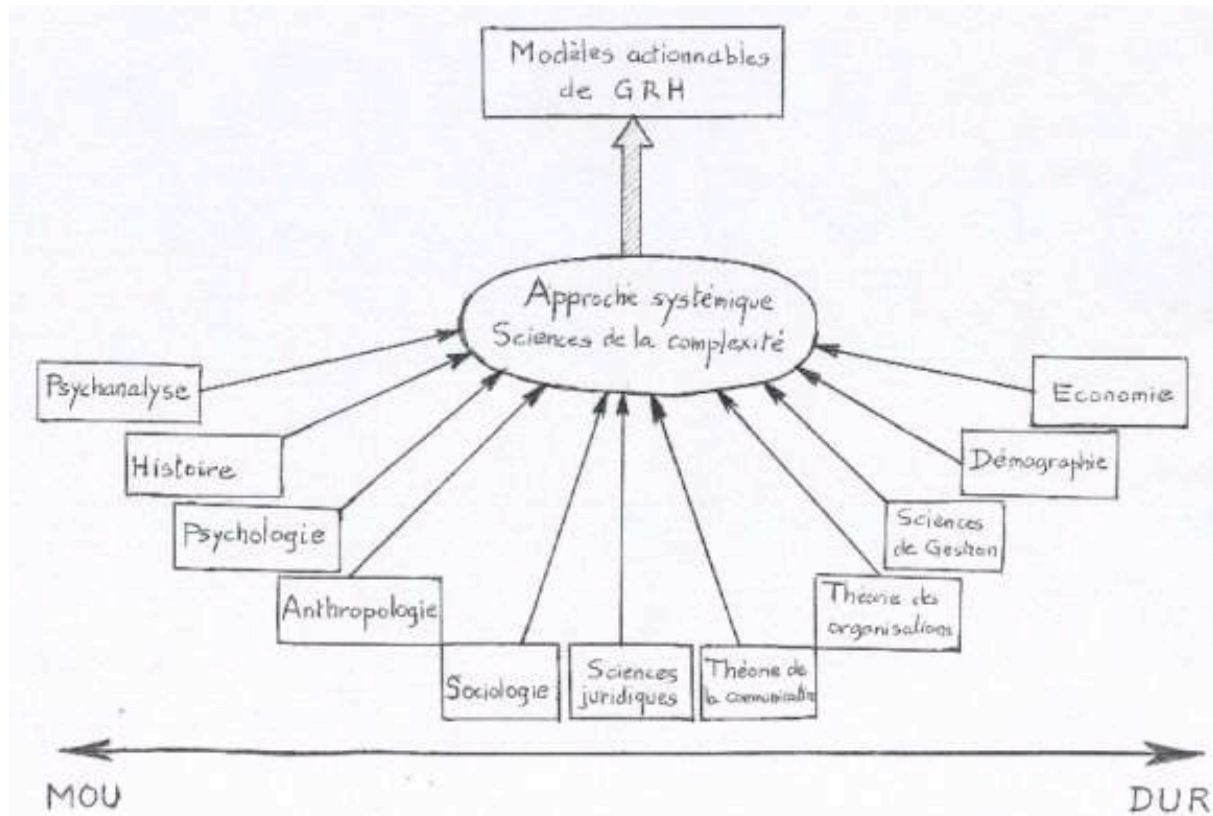 Modèles actionnables
de GRH
Approche systémique
Sciences de la complexité
Psychanalyse
Economie
Histoire
Démographie
Psychologie
Sciences
de Gestion
Anthropologie
Théorie des
organisations
Sociologie
Sciences
juridiques
Théorie de
la
MOU
DUR